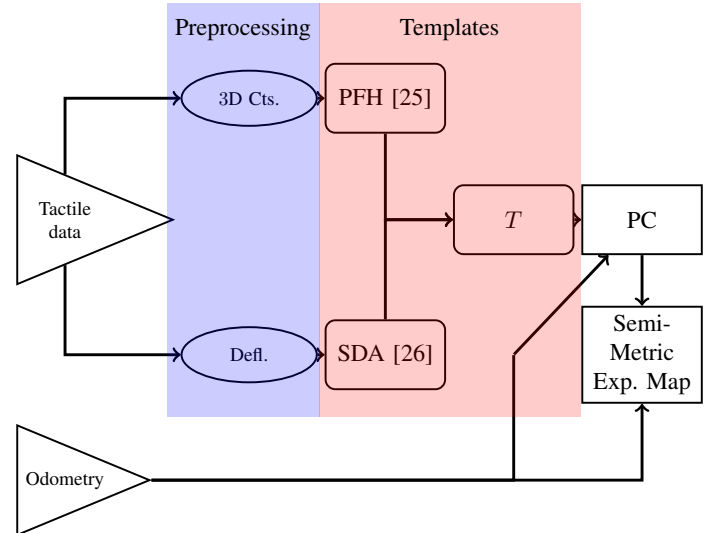 Preprocessing
Templates
3D Cts.
PFH [25]
Tactile
data
T
PC
Defl.
SDA [26]
Semi-
Metric
Exp. Map
Odometry